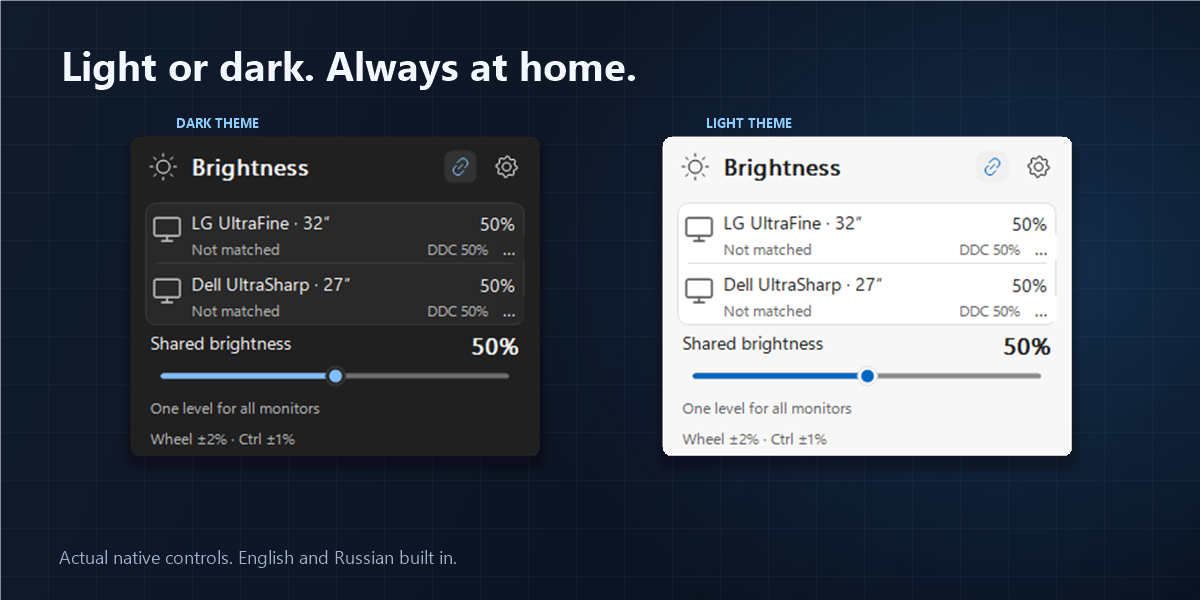 Light or dark. Always at home.
DARK THEME
Brightness
LG UltraFine · 32″ 50%
Not matched DDC 50% ...
Dell UltraSharp · 27″ 50%
Not matched DDC 50% ...
Shared brightness 50%
One level for all monitors
Wheel ±2% · Ctrl ±1%
LIGHT THEME
Brightness
LG UltraFine · 32″ 50%
Not matched DDC 50% ...
Dell UltraSharp · 27″ 50%
Not matched DDC 50% ...
Shared brightness 50%
One level for all monitors
Wheel ±2% · Ctrl ±1%
Actual native controls. English and Russian built in.